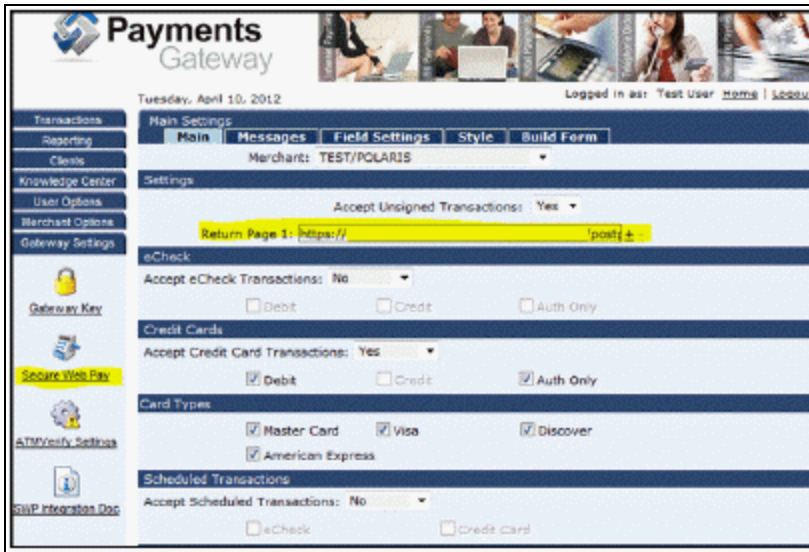 Payments
Gateway
Tuesday, April 10, 2012
Logged in as: Test User Home | Logou
Transactions
Reporting
Clients
Knowledge Center
User Options
Merchant Options
Gateway Settings
Gateway Key
Secure Web Pay
ATMVerify Settings
SWP Integration Doc
Main Settings
Main Messages Field Settings Style Build Form
Merchant: TEST/POLARIS
Settings
Accept Unsigned Transactions: Yes
Return Page 1: https:// + -
eCheck
Accept eCheck Transactions: No
Debit Credit Auth Only
Credit Cards
Accept Credit Card Transactions: Yes
Debit Credit Auth Only
Card Types
Master Card Visa Discover
American Express
Scheduled Transactions
Accept Scheduled Transactions: No
eCheck Credit Card